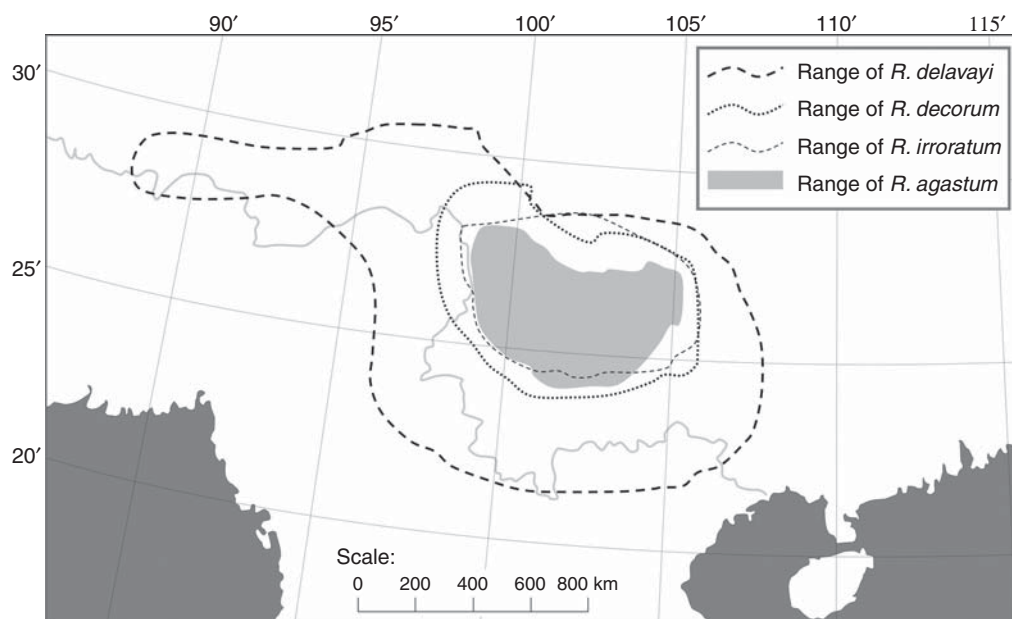 90′ 95′ 100′ 105′ 110′ 115′
30′
25′
20′
Range of R. delavayi
Range of R. decorum
Range of R. irroratum
Range of R. agastum
Scale:
0 200 400 600 800 km